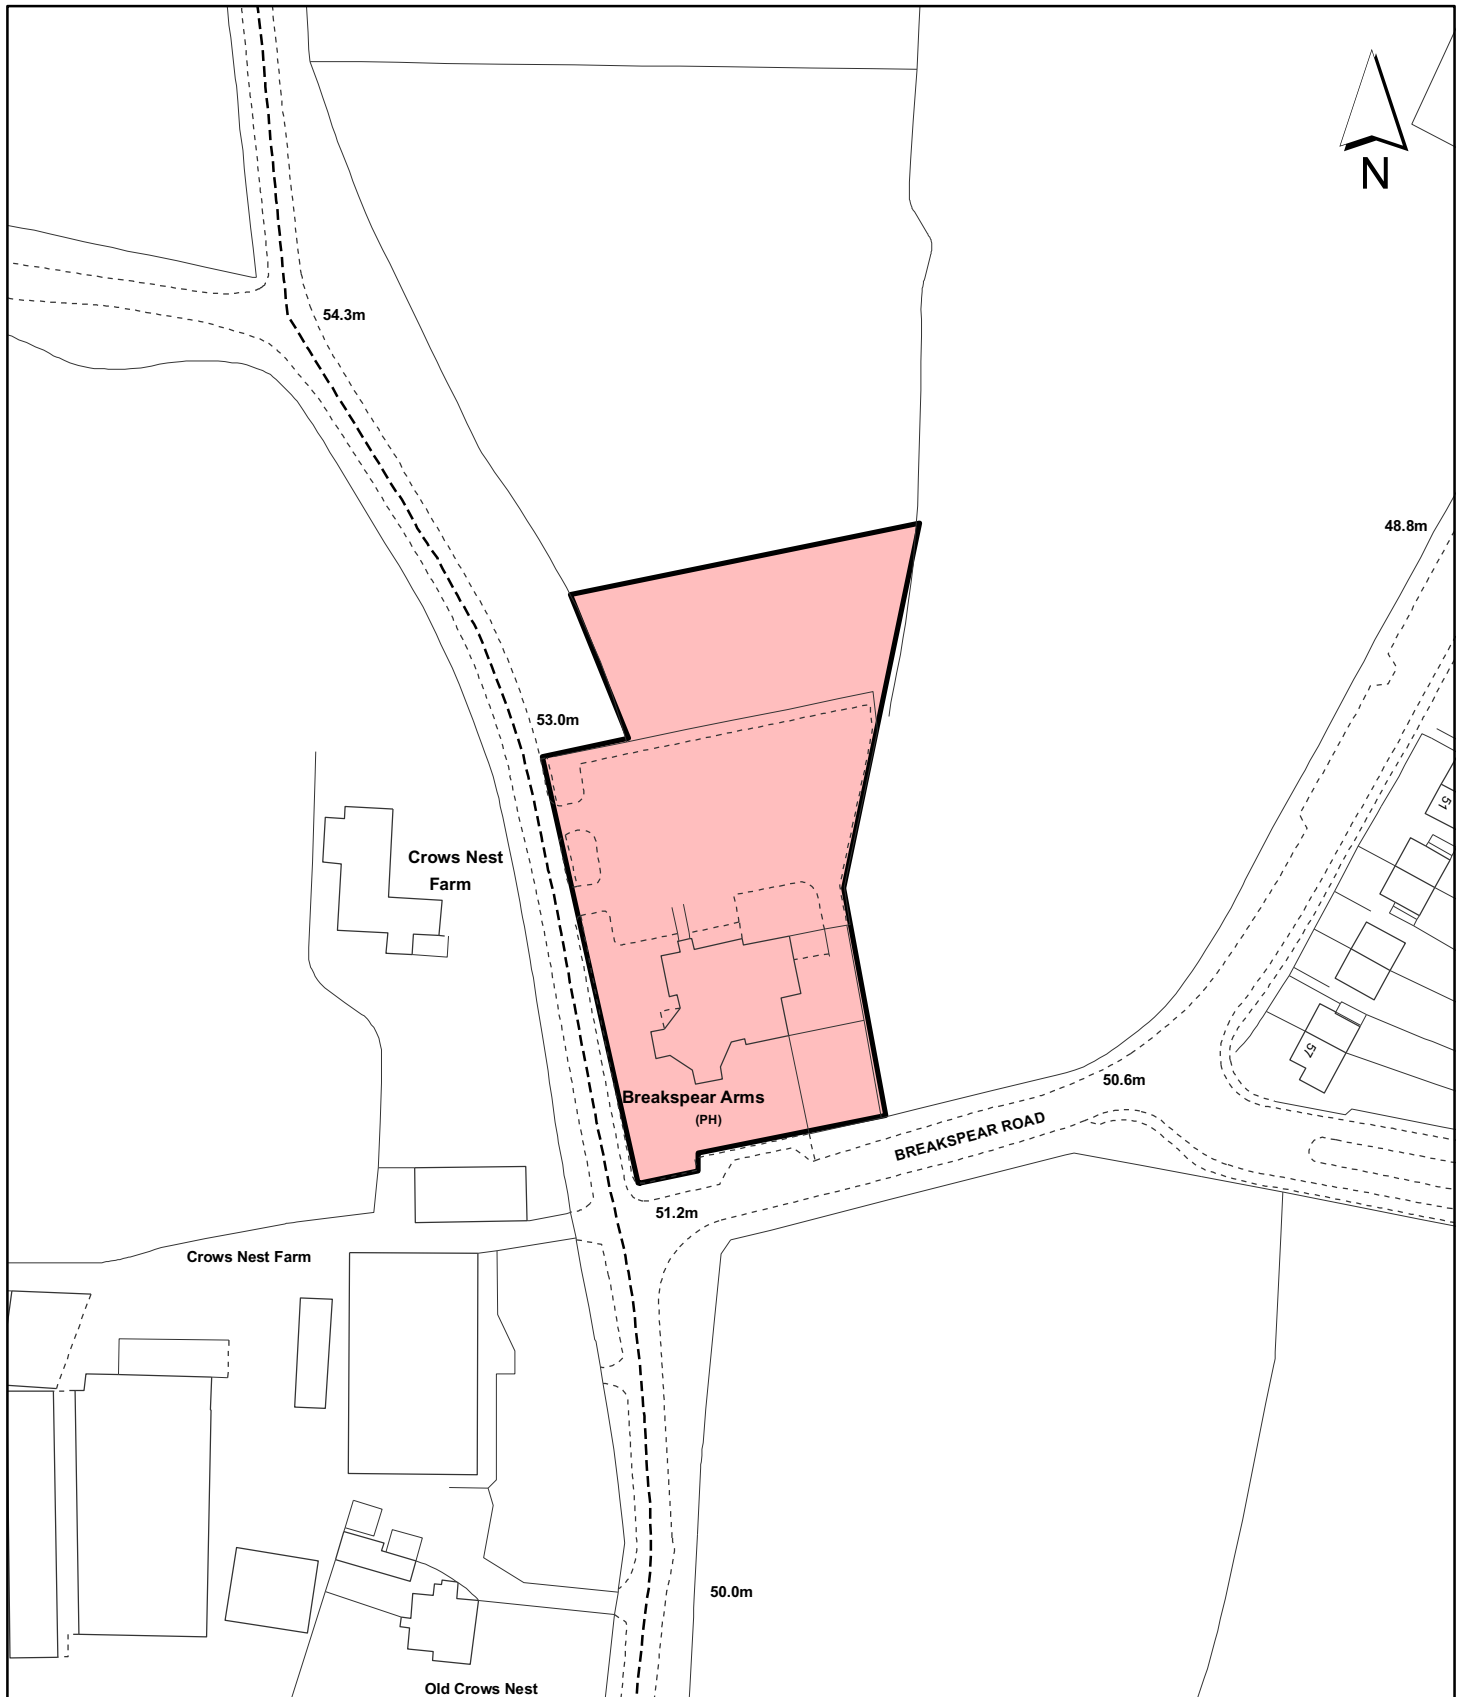 N
54.3m
48.8m
53.0m
51
Crows Nest
Farm
57
50.6m
Breakspear Arms
(PH)
BREAKSPEAR ROAD
51.2m
Crows Nest Farm
50.0m
Old Crows Nest